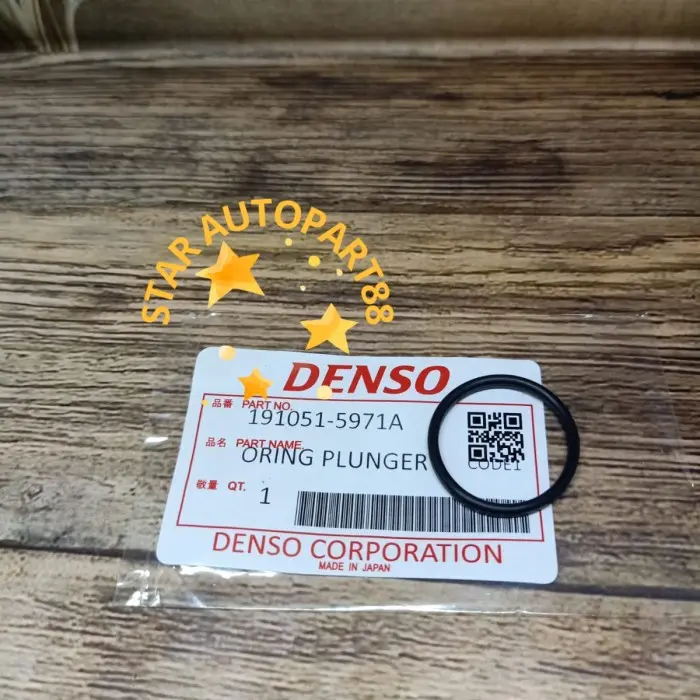 STAR AUTOPART88
DENSO
品番 PART NO.
191051-5971A
品名 PART NAME
ORING PLUNGER CODE1
敬量 QT. 1
DENSO CORPORATION
MADE IN JAPAN